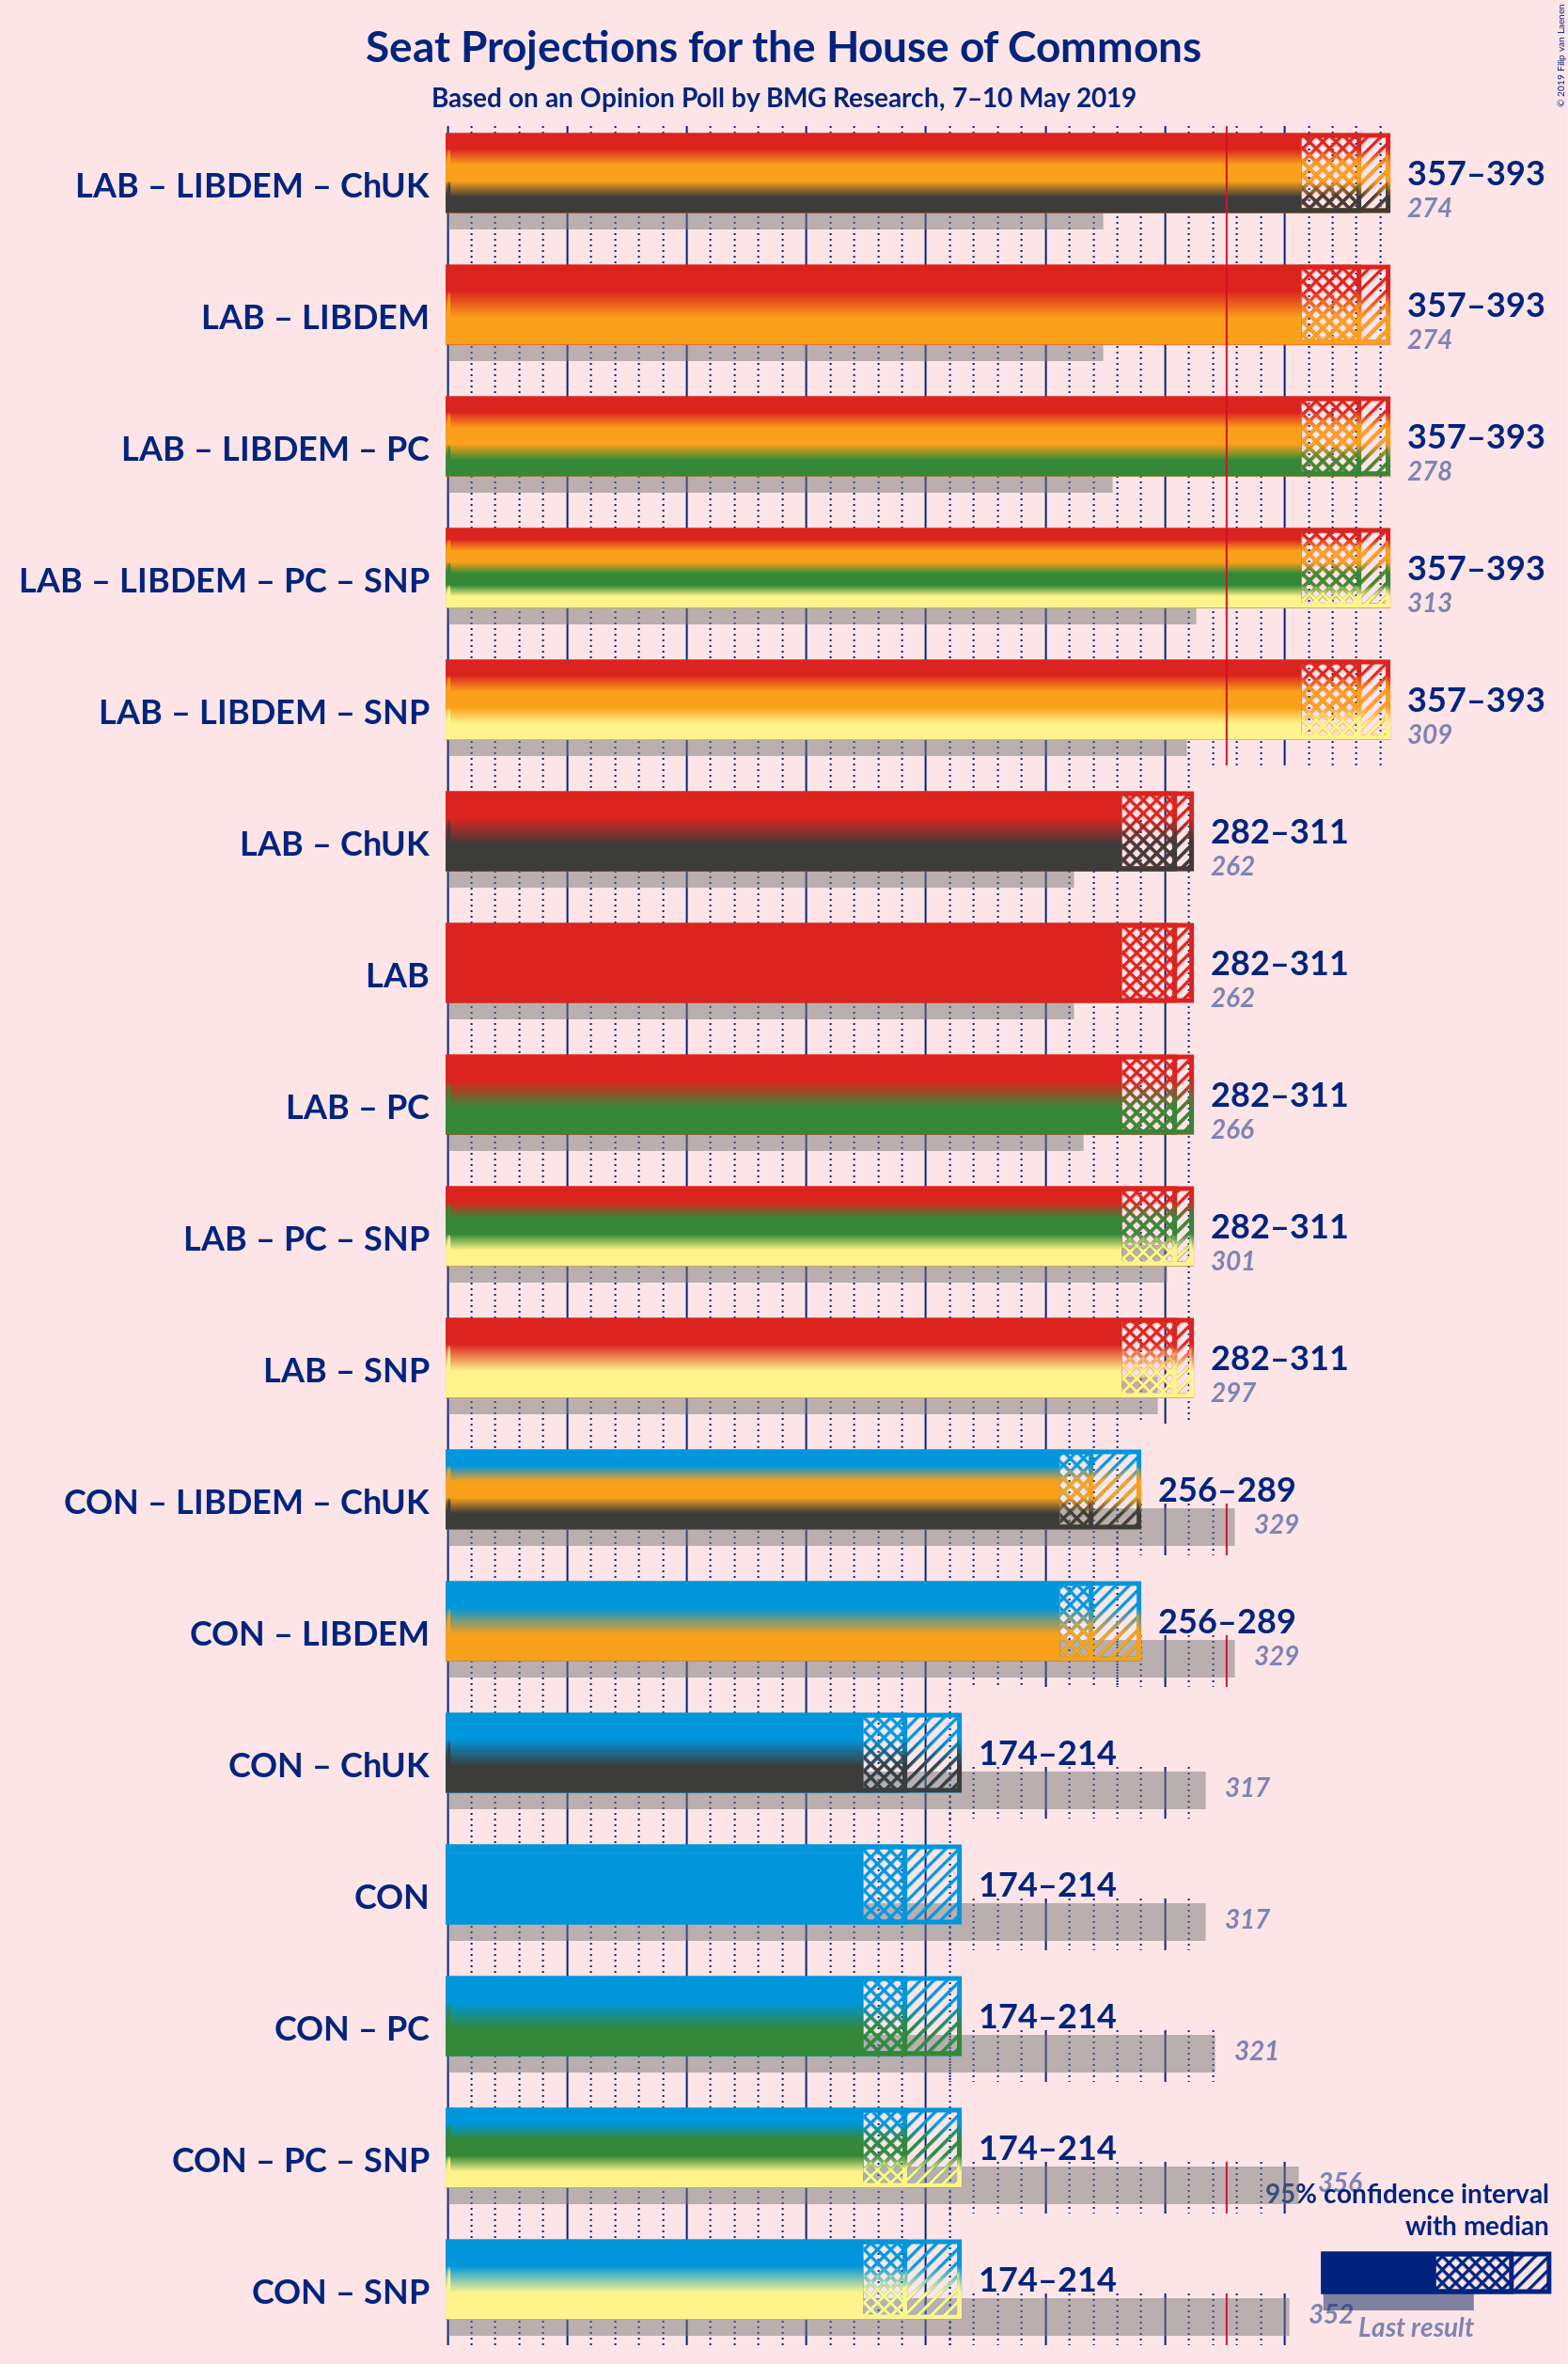 Seat Projections for the House of Commons
Based on an Opinion Poll by BMG Research, 7–10 May 2019
© 2019 Filip van Laenen
LAB – LIBDEM – ChUK
357–393
274
LAB – LIBDEM
357–393
274
LAB – LIBDEM – PC
357–393
278
LAB – LIBDEM – PC – SNP
357–393
313
LAB – LIBDEM – SNP
357–393
309
LAB – ChUK
282–311
262
LAB
282–311
262
LAB – PC
282–311
266
LAB – PC – SNP
282–311
301
LAB – SNP
282–311
297
CON – LIBDEM – ChUK
256–289
329
CON – LIBDEM
256–289
329
CON – ChUK
174–214
317
CON
174–214
317
CON – PC
174–214
321
CON – PC – SNP
174–214
356
CON – SNP
174–214
352
95% confidence interval
with median
Last result